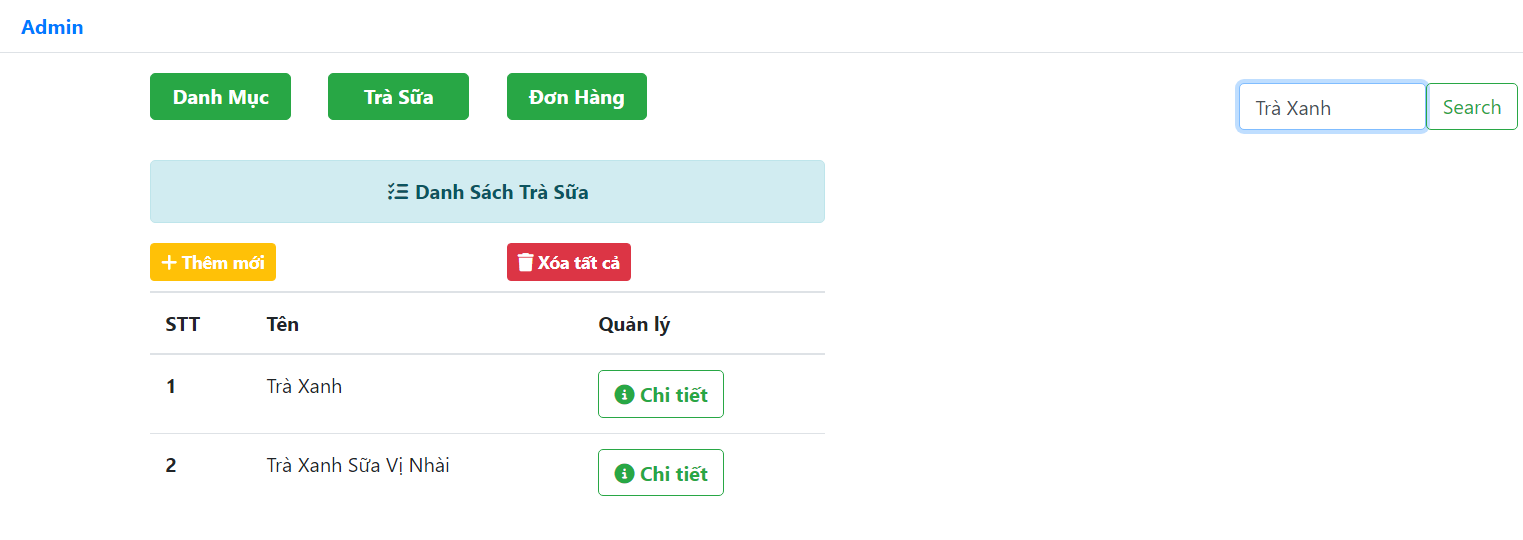 Admin
Danh Mục Trà Sữa Đơn Hàng Trà Xanh Search
Danh Sách Trà Sữa
Thêm mới Xóa tất cả
STT Tên Quản lý
1 Trà Xanh Chi tiết
2 Trà Xanh Sữa Vị Nhài Chi tiết